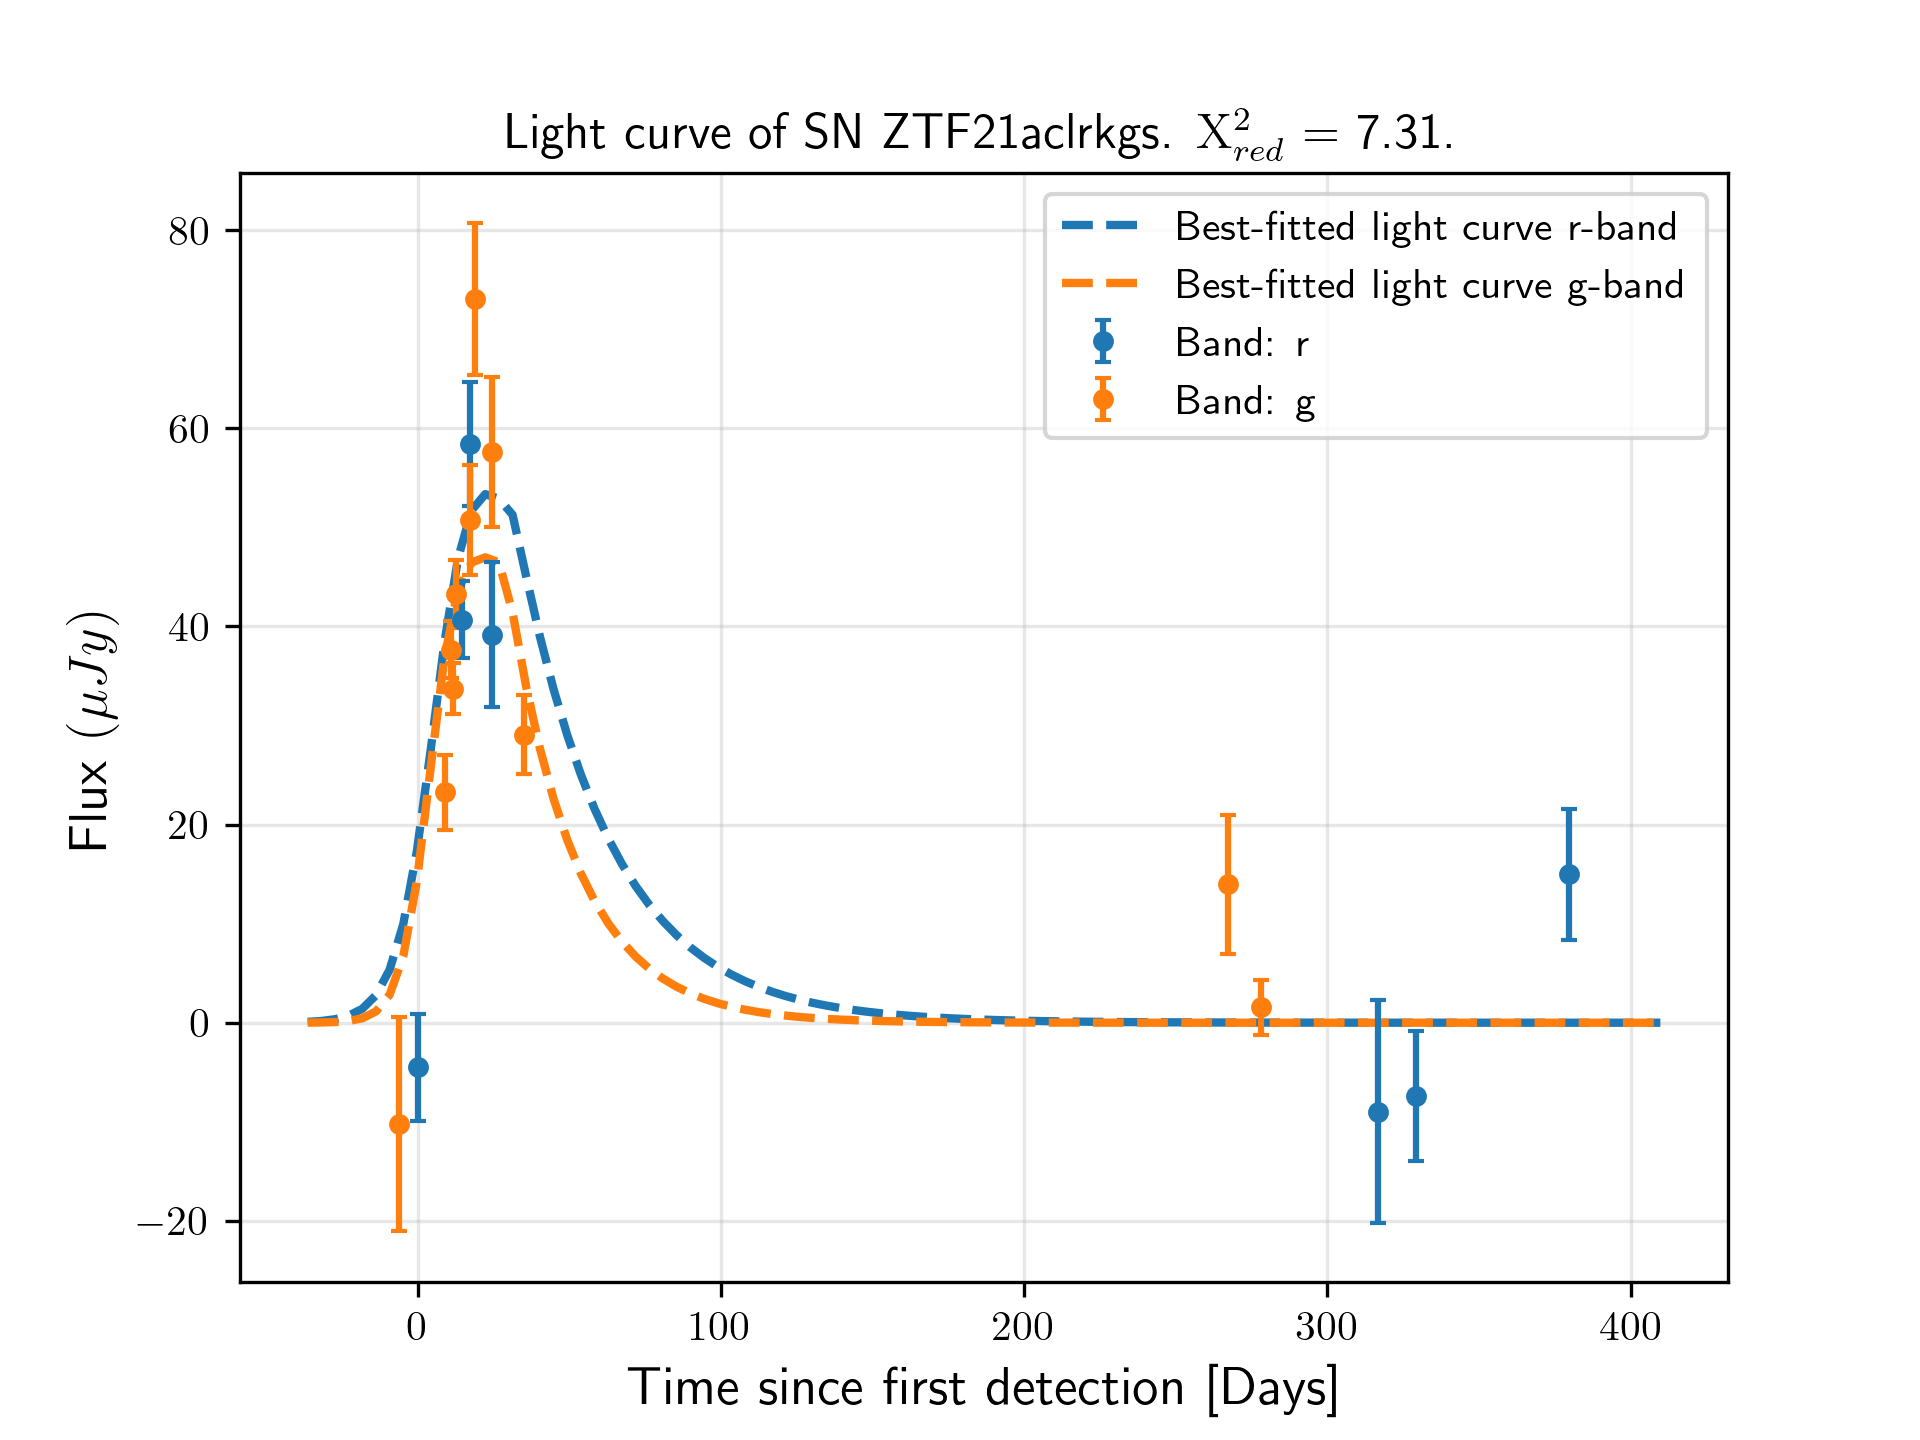 Light curve of SN ZTF21aclrkgs. X²red = 7.31.
Best-fitted light curve r-band
Best-fitted light curve g-band
Band: r
Band: g
80
60
40
20
0
−20
Flux (μJy)
0 100 200 300 400
Time since first detection [Days]